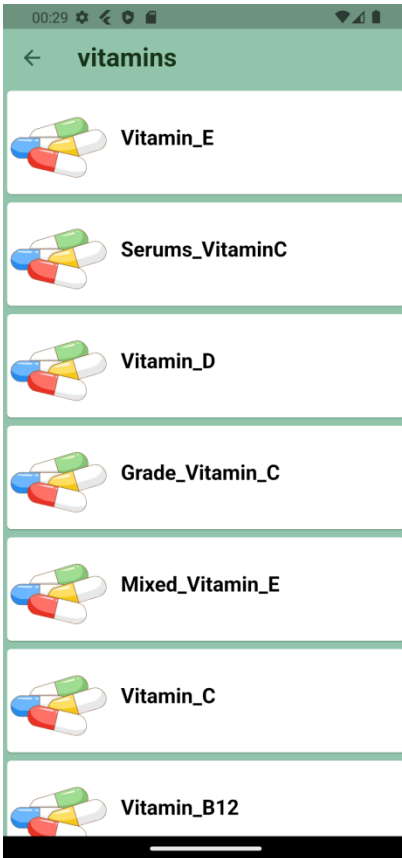 00:29
vitamins
Vitamin_E
Serums_VitaminC
Vitamin_D
Grade_Vitamin_C
Mixed_Vitamin_E
Vitamin_C
Vitamin_B12